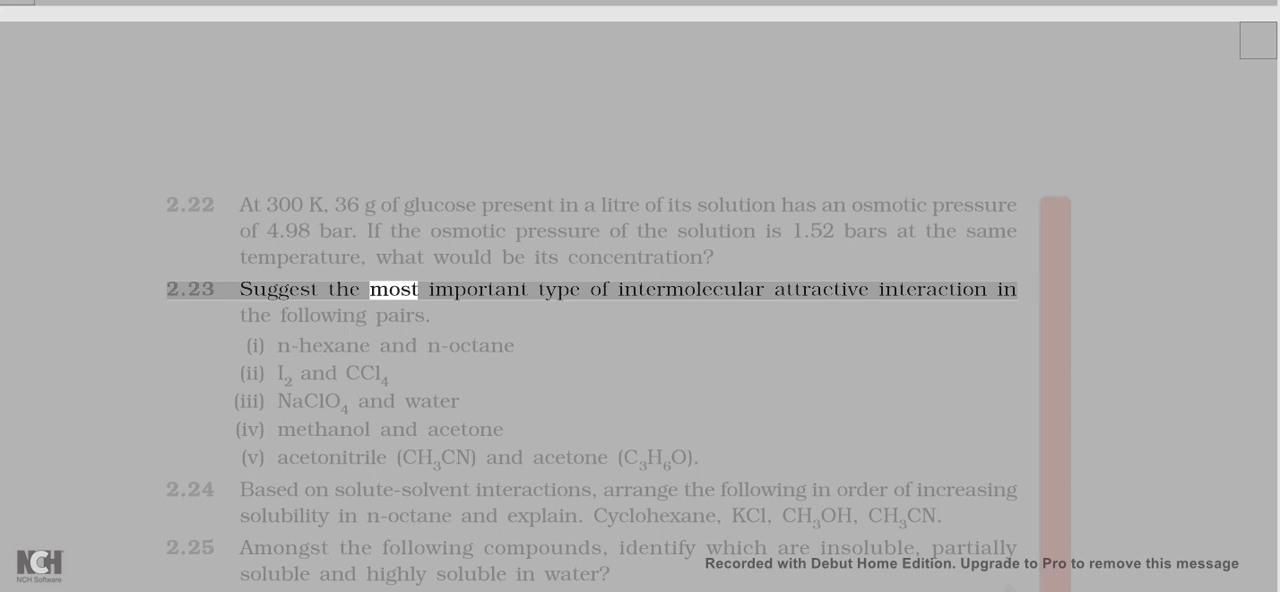 2.22 At 300 K, 36 g of glucose present in a litre of its solution has an osmotic pressure
of 4.98 bar. If the osmotic pressure of the solution is 1.52 bars at the same
temperature, what would be its concentration?
2.23 Suggest the most important type of intermolecular attractive interaction in
the following pairs.
(i) n-hexane and n-octane
(ii) I₂ and CCl₄
(iii) NaClO₄ and water
(iv) methanol and acetone
(v) acetonitrile (CH₃CN) and acetone (C₃H₆O).
2.24 Based on solute-solvent interactions, arrange the following in order of increasing
solubility in n-octane and explain. Cyclohexane, KCl, CH₃OH, CH₃CN.
2.25 Amongst the following compounds, identify which are insoluble, partially
soluble and highly soluble in water?
NCH
NCH Software
Recorded with Debut Home Edition. Upgrade to Pro to remove this message